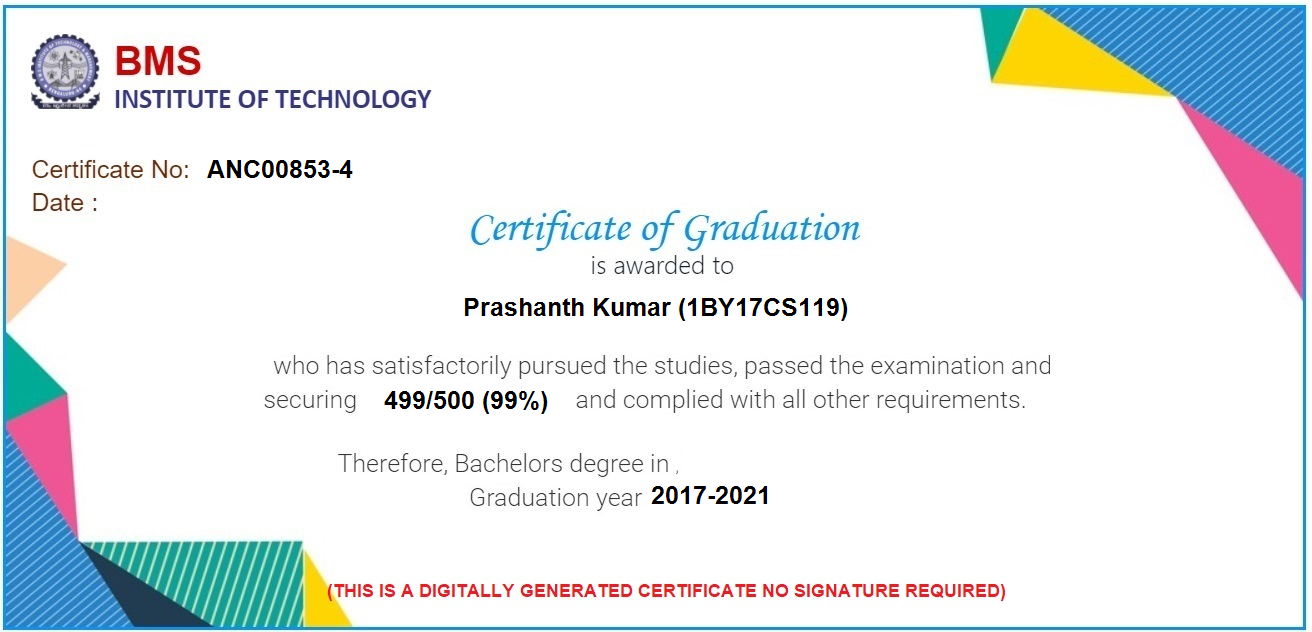 BMS
INSTITUTE OF TECHNOLOGY
Certificate No: ANC00853-4
Date :
Certificate of Graduation
is awarded to
Prashanth Kumar (1BY17CS119)
who has satisfactorily pursued the studies, passed the examination and
securing 499/500 (99%) and complied with all other requirements.
Therefore, Bachelors degree in ,
Graduation year 2017-2021
(THIS IS A DIGITALLY GENERATED CERTIFICATE NO SIGNATURE REQUIRED)